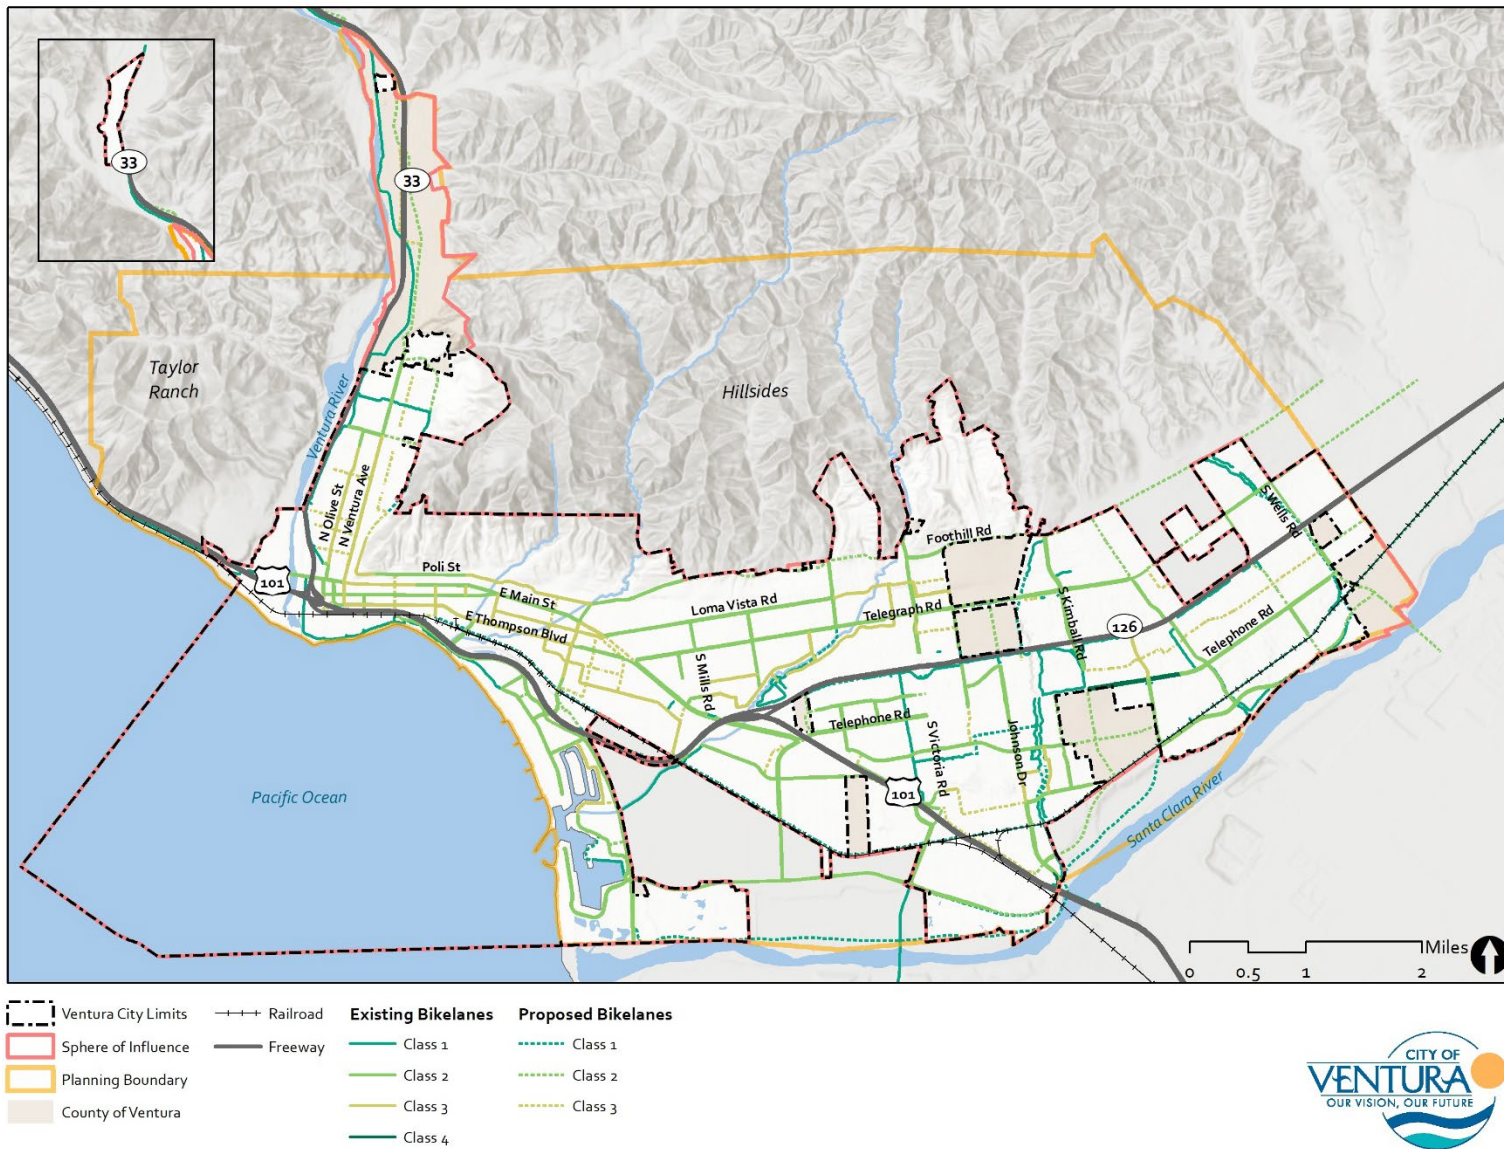 33
33
Taylor
Ranch
Ventura River
Hillsides
N Olive St
N Ventura Ave
S Wells Rd
Foothill Rd
Poli St
101
E Main St
Loma Vista Rd
Telegraph Rd
S Kimball Rd
126
E Thompson Blvd
Telephone Rd
S Mills Rd
Telephone Rd
S Victoria Rd
Johnson Dr
101
Pacific Ocean
Santa Clara River
Miles
0 0.5 1 2
Ventura City Limits
Sphere of Influence
Planning Boundary
County of Ventura
Railroad
Freeway
Existing Bikelanes
Class 1
Class 2
Class 3
Class 4
Proposed Bikelanes
Class 1
Class 2
Class 3
CITY OF
VENTURA
OUR VISION, OUR FUTURE